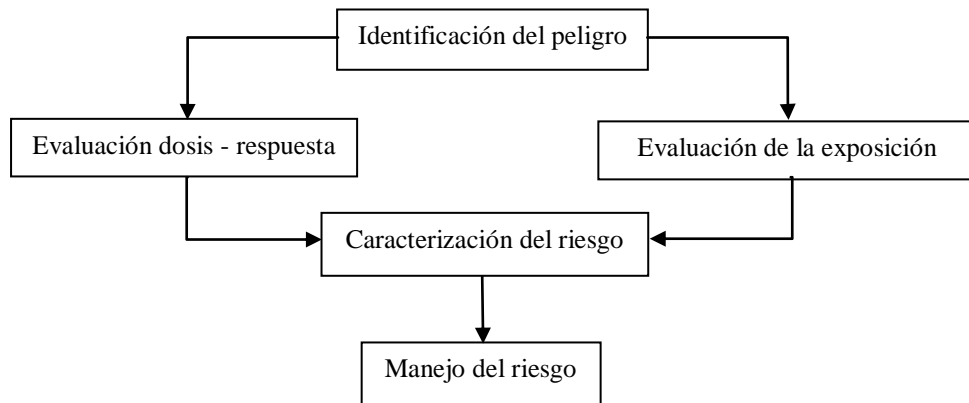 Identificación del peligro
Evaluación dosis - respuesta
Evaluación de la exposición
Caracterización del riesgo
Manejo del riesgo